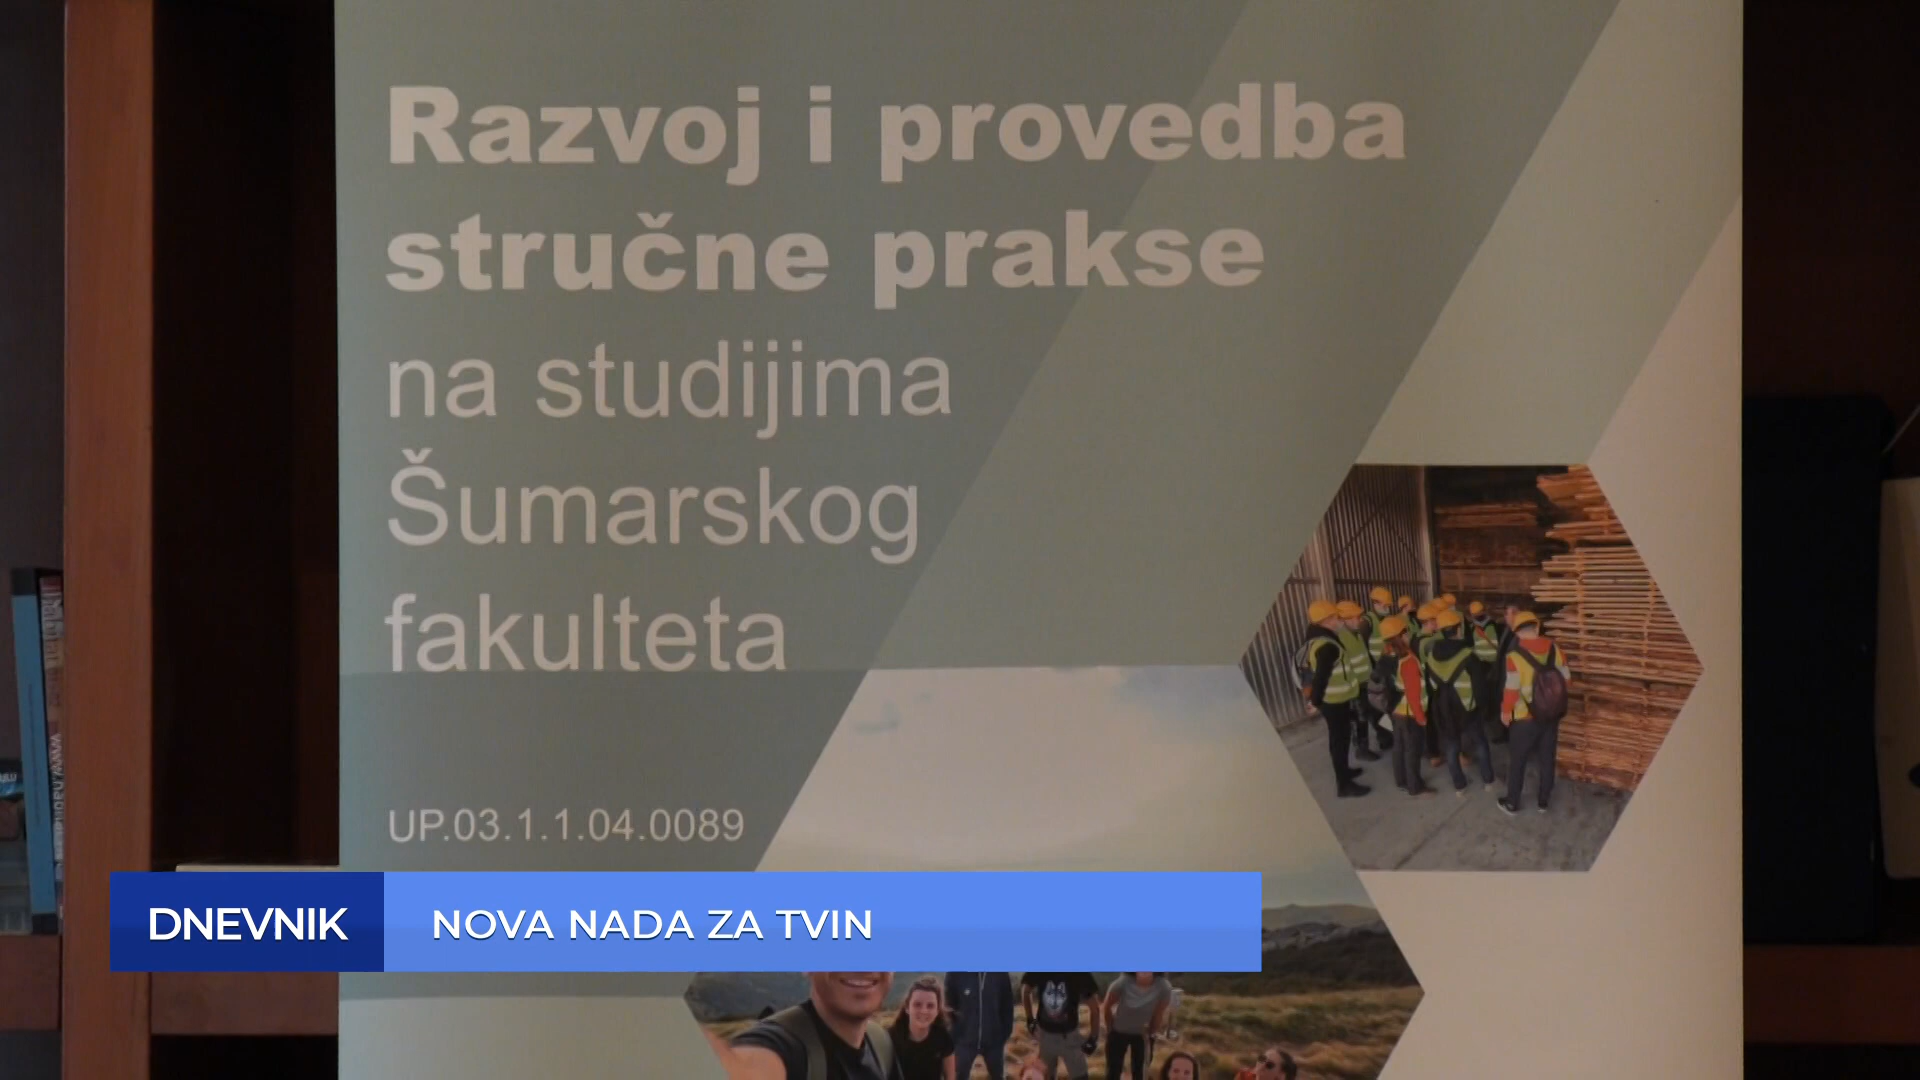 Razvoj i provedba
stručne prakse
na studijima
Šumarskog
fakulteta
UP.03.1.1.04.0089
DNEVNIK
NOVA NADA ZA TVIN